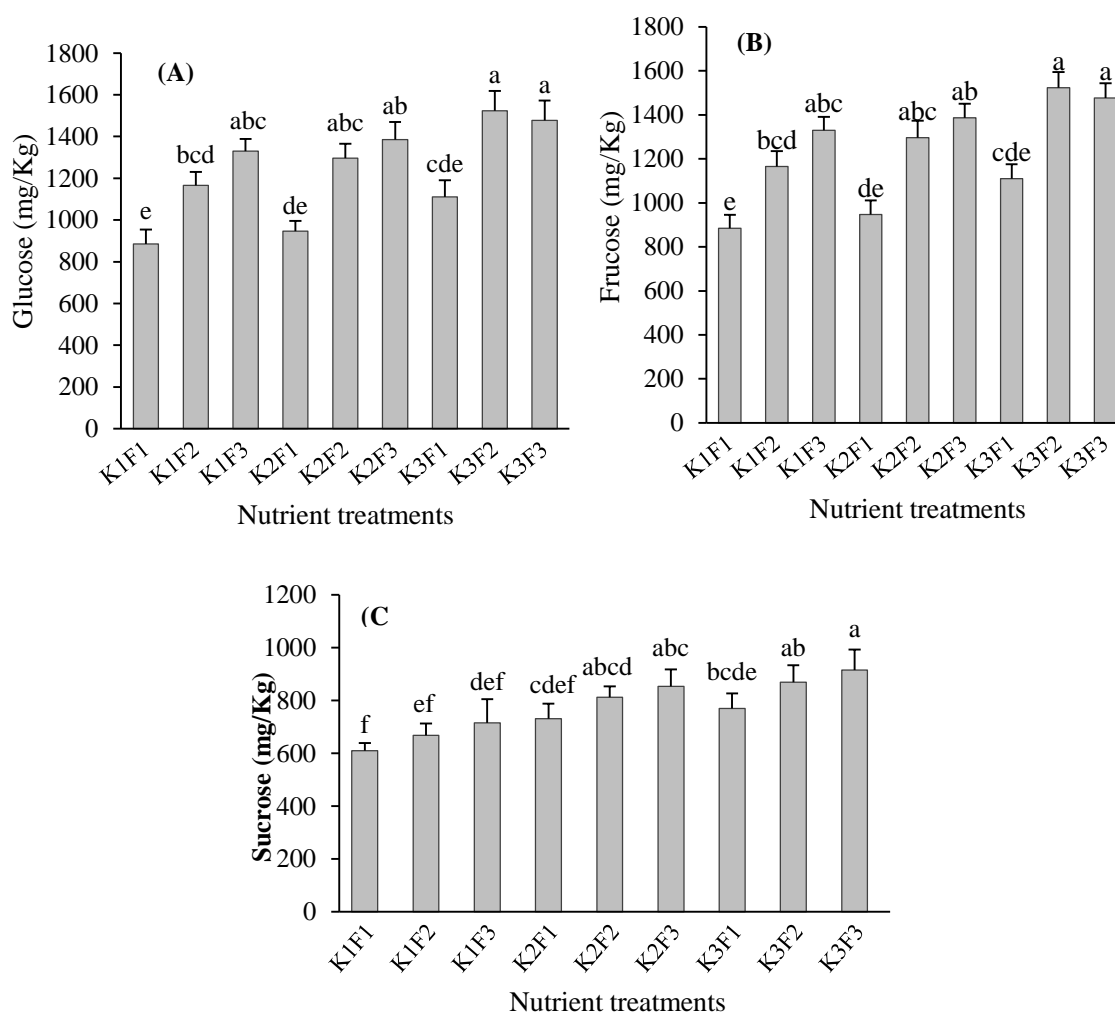 (A)
Glucose (mg/Kg)
1800
1600
1400
1200
1000
800
600
400
200
0
e
bcd
abc
de
abc
ab
cde
a
a
K1F1
K1F2
K1F3
K2F1
K2F2
K2F3
K3F1
K3F2
K3F3
Nutrient treatments
(B)
Frucose (mg/Kg)
1800
1600
1400
1200
1000
800
600
400
200
0
e
bcd
abc
de
abc
ab
cde
a
a
K1F1
K1F2
K1F3
K2F1
K2F2
K2F3
K3F1
K3F2
K3F3
Nutrient treatments
(C
Sucrose (mg/Kg)
1200
1000
800
600
400
200
0
f
ef
def
cdef
abcd
abc
bcde
ab
a
K1F1
K1F2
K1F3
K2F1
K2F2
K2F3
K3F1
K3F2
K3F3
Nutrient treatments